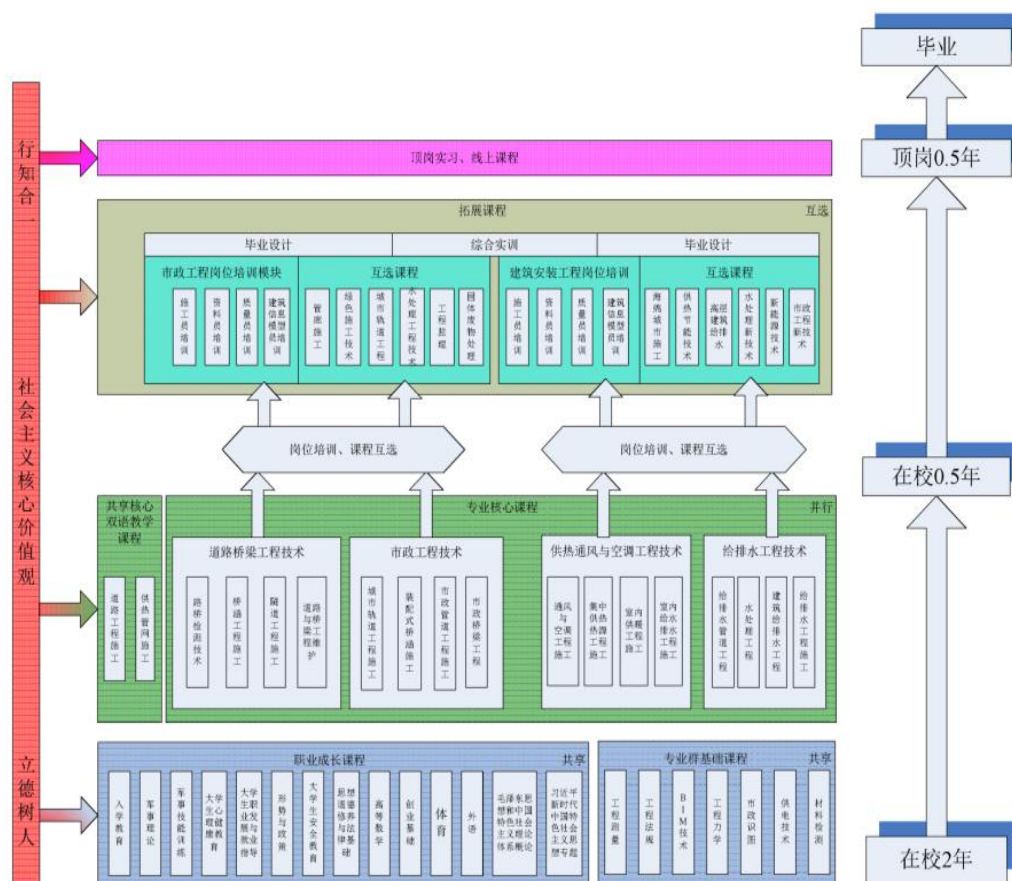 毕业
顶岗0.5年
在校0.5年
在校2年
行知合一
社会主义核心价值观
立德树人
顶岗实习、线上课程
拓展课程
互选
毕业设计
综合实训
毕业设计
市政工程岗位培训模块
施工员培训
资料员培训
质量员培训
建筑信息模型员培训
互选课程
管廊施工
绿色施工技术
城市轨道工程
水处理工程技术
工程监理
固体废物处理
建筑安装工程岗位培训
施工员培训
资料员培训
质量员培训
建筑信息模型员培训
互选课程
海绵城市施工
供热节能技术
高层建筑给排水
水处理新技术
新能源技术
市政工程新技术
岗位培训、课程互选
岗位培训、课程互选
共享核心
双语教学
课程
道路工程施工
供热管网施工
专业核心课程
并行
道路桥梁工程技术
路桥检测技术
桥涵工程施工
隧道工程施工
道路桥梁工程维护
市政工程技术
城市轨道工程施工
装配式桥涵施工
市政管道工程施工
市政桥梁工程
供热通风与空调工程技术
通风与空调工程施工
集中供热热源工程施工
室内供暖工程施工
室内给水排水工程施工
给排水工程技术
给排水管道工程
水处理工程
建筑给排水工程
给排水工程施工
职业成长课程
共享
入学教育
军事理论
军事技能训练
大学生心理健康教育
大学生职业发展与就业指导
形势与政策
大学生安全教育
思想道德修养与法律基础
高等数学
创业基础
体育
外语
毛泽东思想和中国特色社会主义理论体系概论
习近平新时代中国特色社会主义思想专题
专业群基础课程
共享
工程测量
工程法规
BIM技术
工程力学
市政识图
供电技术
材料检测